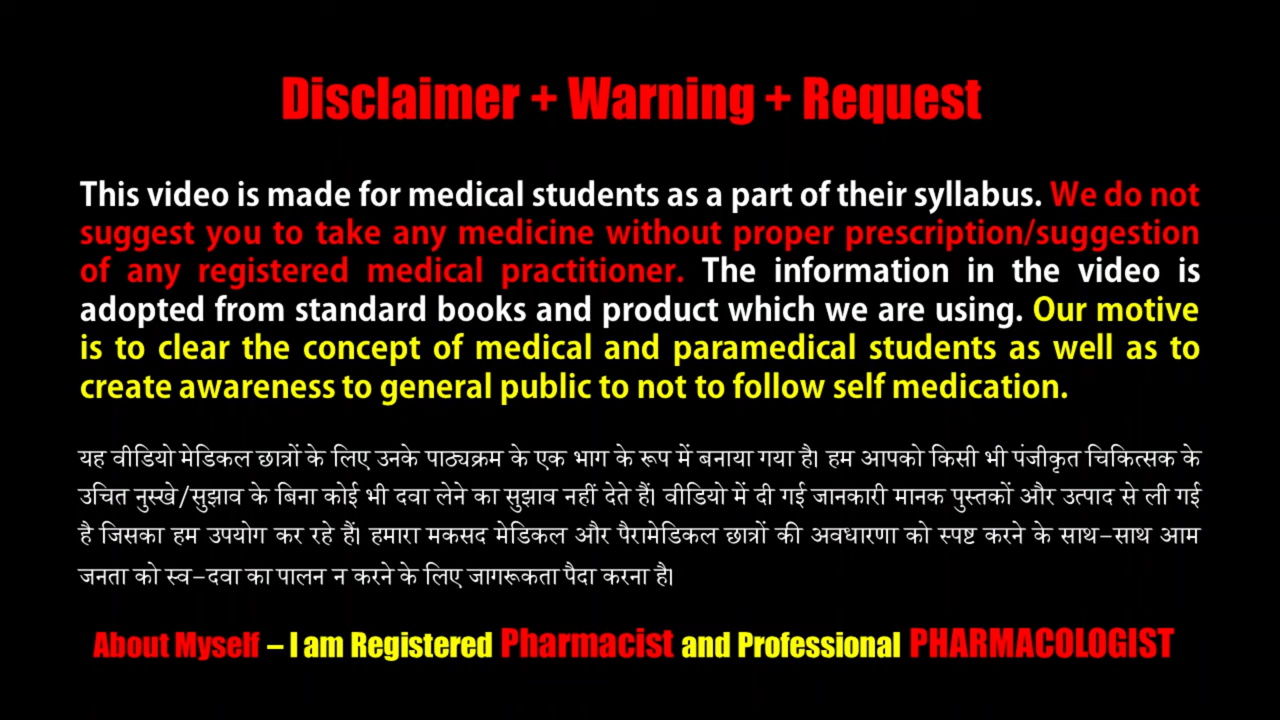 Disclaimer + Warning + Request
This video is made for medical students as a part of their syllabus. We do not
suggest you to take any medicine without proper prescription/suggestion
of any registered medical practitioner. The information in the video is
adopted from standard books and product which we are using. Our motive
is to clear the concept of medical and paramedical students as well as to
create awareness to general public to not to follow self medication.
यह वीडियो मेडिकल छात्रों के लिए उनके पाठ्यक्रम के एक भाग के रूप में बनाया गया है। हम आपको किसी भी पंजीकृत चिकित्सक के
उचित नुस्खे/सुझाव के बिना कोई भी दवा लेने का सुझाव नहीं देते हैं। वीडियो में दी गई जानकारी मानक पुस्तकों और उत्पाद से ली गई
है जिसका हम उपयोग कर रहे हैं। हमारा मकसद मेडिकल और पैरामेडिकल छात्रों की अवधारणा को स्पष्ट करने के साथ-साथ आम
जनता को स्व-दवा का पालन न करने के लिए जागरूकता पैदा करना है।
About Myself – I am Registered Pharmacist and Professional PHARMACOLOGIST